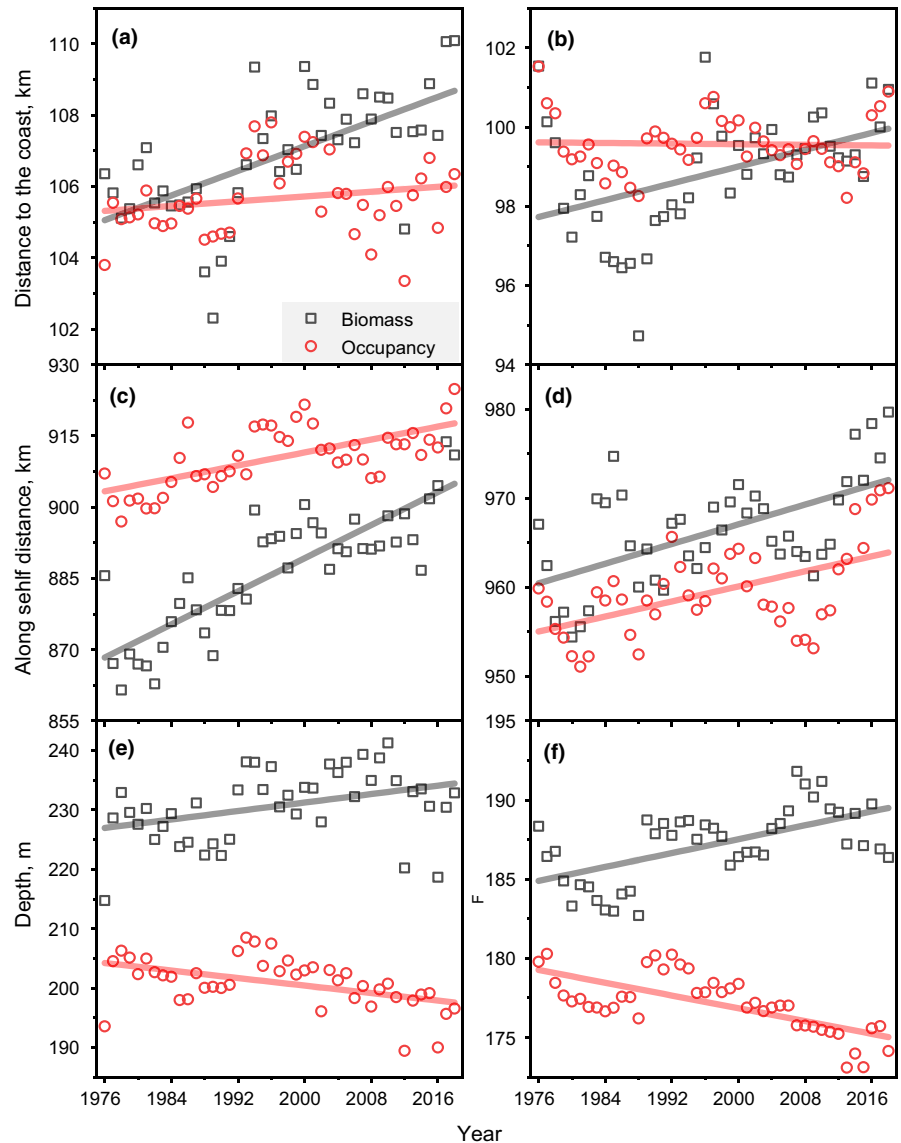 (a)
110
108
106
104
102
Distance to the coast, km
Biomass
Occupancy
(b)
102
100
98
96
94
(c)
930
915
900
885
870
855
Along sehlf distance, km
(d)
980
970
960
950
195
(e)
240
230
220
210
200
190
Depth, m
(f)
190
185
180
175
F
1976 1984 1992 2000 2008 2016
1976 1984 1992 2000 2008 2016
Year